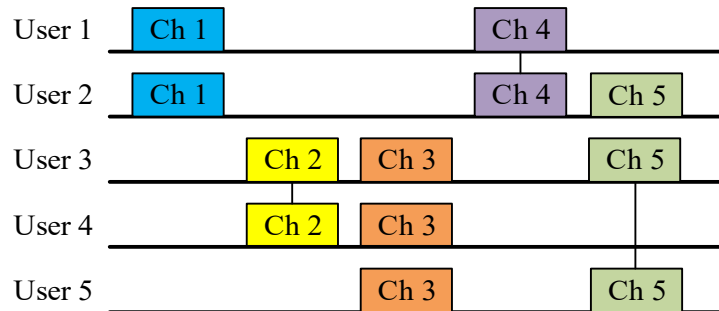 User 1 Ch 1 Ch 4
User 2 Ch 1 Ch 4 Ch 5
User 3 Ch 2 Ch 3 Ch 5
User 4 Ch 2 Ch 3
User 5 Ch 3 Ch 5